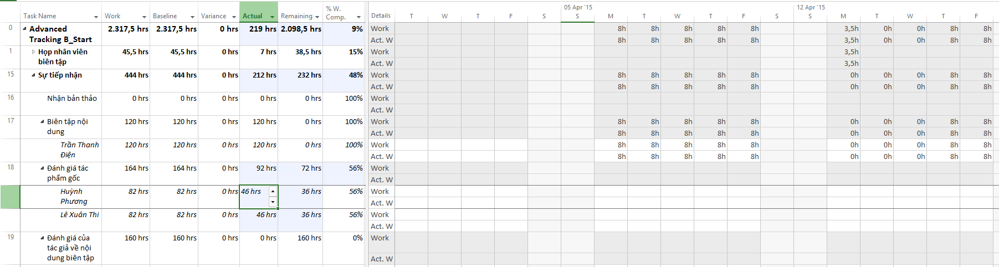 05 Apr '15 12 Apr '15
Task Name Work Baseline Variance Actual Remaining % W. Comp. Details T W T F S S M T W T F S S M T W T F
0 Advanced Tracking B_Start 2.317,5 hrs 2.317,5 hrs 0 hrs 219 hrs 2.098,5 hrs 9% Work 8h 8h 8h 8h 8h 3,5h 0h 0h 8h 8h
Act. W 8h 8h 8h 8h 8h 3,5h 0h 0h 8h 8h
1 Họp nhân viên biên tập 45,5 hrs 45,5 hrs 0 hrs 7 hrs 38,5 hrs 15% Work 3,5h
Act. W 3,5h
15 Sự tiếp nhận 444 hrs 444 hrs 0 hrs 212 hrs 232 hrs 48% Work 8h 8h 8h 8h 8h 0h 0h 0h 8h 8h
Act. W 8h 8h 8h 8h 8h 0h 0h 0h 8h 8h
16 Nhận bản thảo 0 hrs 0 hrs 0 hrs 0 hrs 0 hrs 100% Work
Act. W
17 Biên tập nội dung 120 hrs 120 hrs 0 hrs 120 hrs 0 hrs 100% Work 8h 8h 8h 8h 8h 0h 0h 0h 8h 8h
Act. W 8h 8h 8h 8h 8h 0h 0h 0h 8h 8h
Trần Thanh Điện 120 hrs 120 hrs 0 hrs 120 hrs 0 hrs 100% Work 8h 8h 8h 8h 8h 0h 0h 0h 8h 8h
Act. W 8h 8h 8h 8h 8h 0h 0h 0h 8h 8h
18 Đánh giá tác phẩm gốc 164 hrs 164 hrs 0 hrs 92 hrs 72 hrs 56% Work
Act. W
Huỳnh Phương 82 hrs 82 hrs 0 hrs 46 hrs 36 hrs 56% Work
Act. W
Lê Xuân Thi 82 hrs 82 hrs 0 hrs 46 hrs 36 hrs 56% Work
Act. W
19 Đánh giá của tác giả về nội dung biên tập 160 hrs 160 hrs 0 hrs 0 hrs 160 hrs 0% Work
Act. W